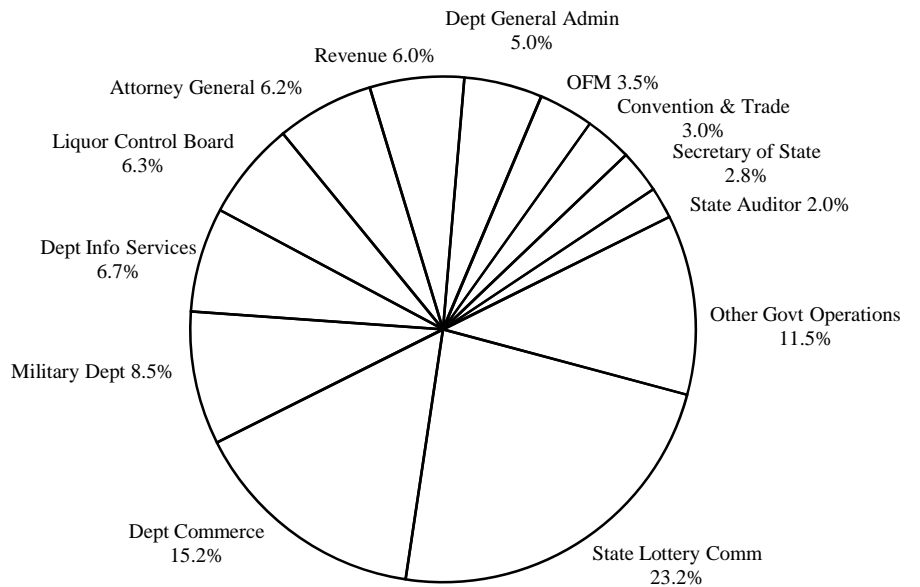 Dept General Admin
5.0%
Revenue 6.0%
OFM 3.5%
Attorney General 6.2%
Convention & Trade
3.0%
Liquor Control Board
6.3%
Secretary of State
2.8%
State Auditor 2.0%
Dept Info Services
6.7%
Other Govt Operations
11.5%
Military Dept 8.5%
Dept Commerce
15.2%
State Lottery Comm
23.2%